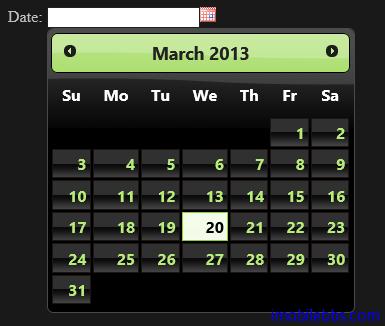 Date:
March 2013
Su Mo Tu We Th Fr Sa
1 2
3 4 5 6 7 8 9
10 11 12 13 14 15 16
17 18 19 20 21 22 23
24 25 26 27 28 29 30
31
mobilebbs.com